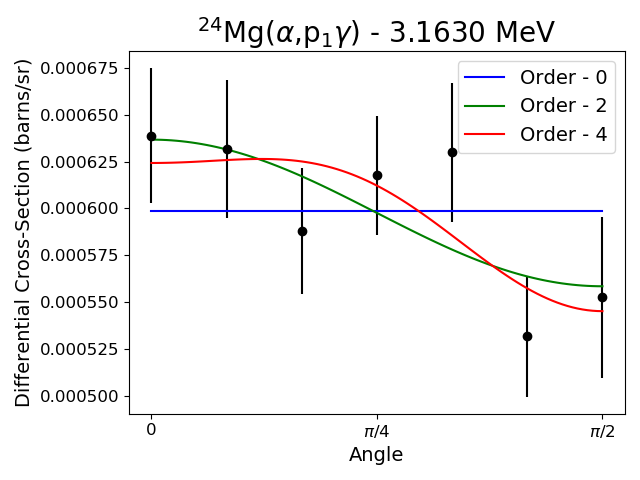 ²⁴Mg(α,p₁γ) - 3.1630 MeV
Order - 0
Order - 2
Order - 4
Differential Cross-Section (barns/sr)
0.000675
0.000650
0.000625
0.000600
0.000575
0.000550
0.000525
0.000500
0
π/4
π/2
Angle